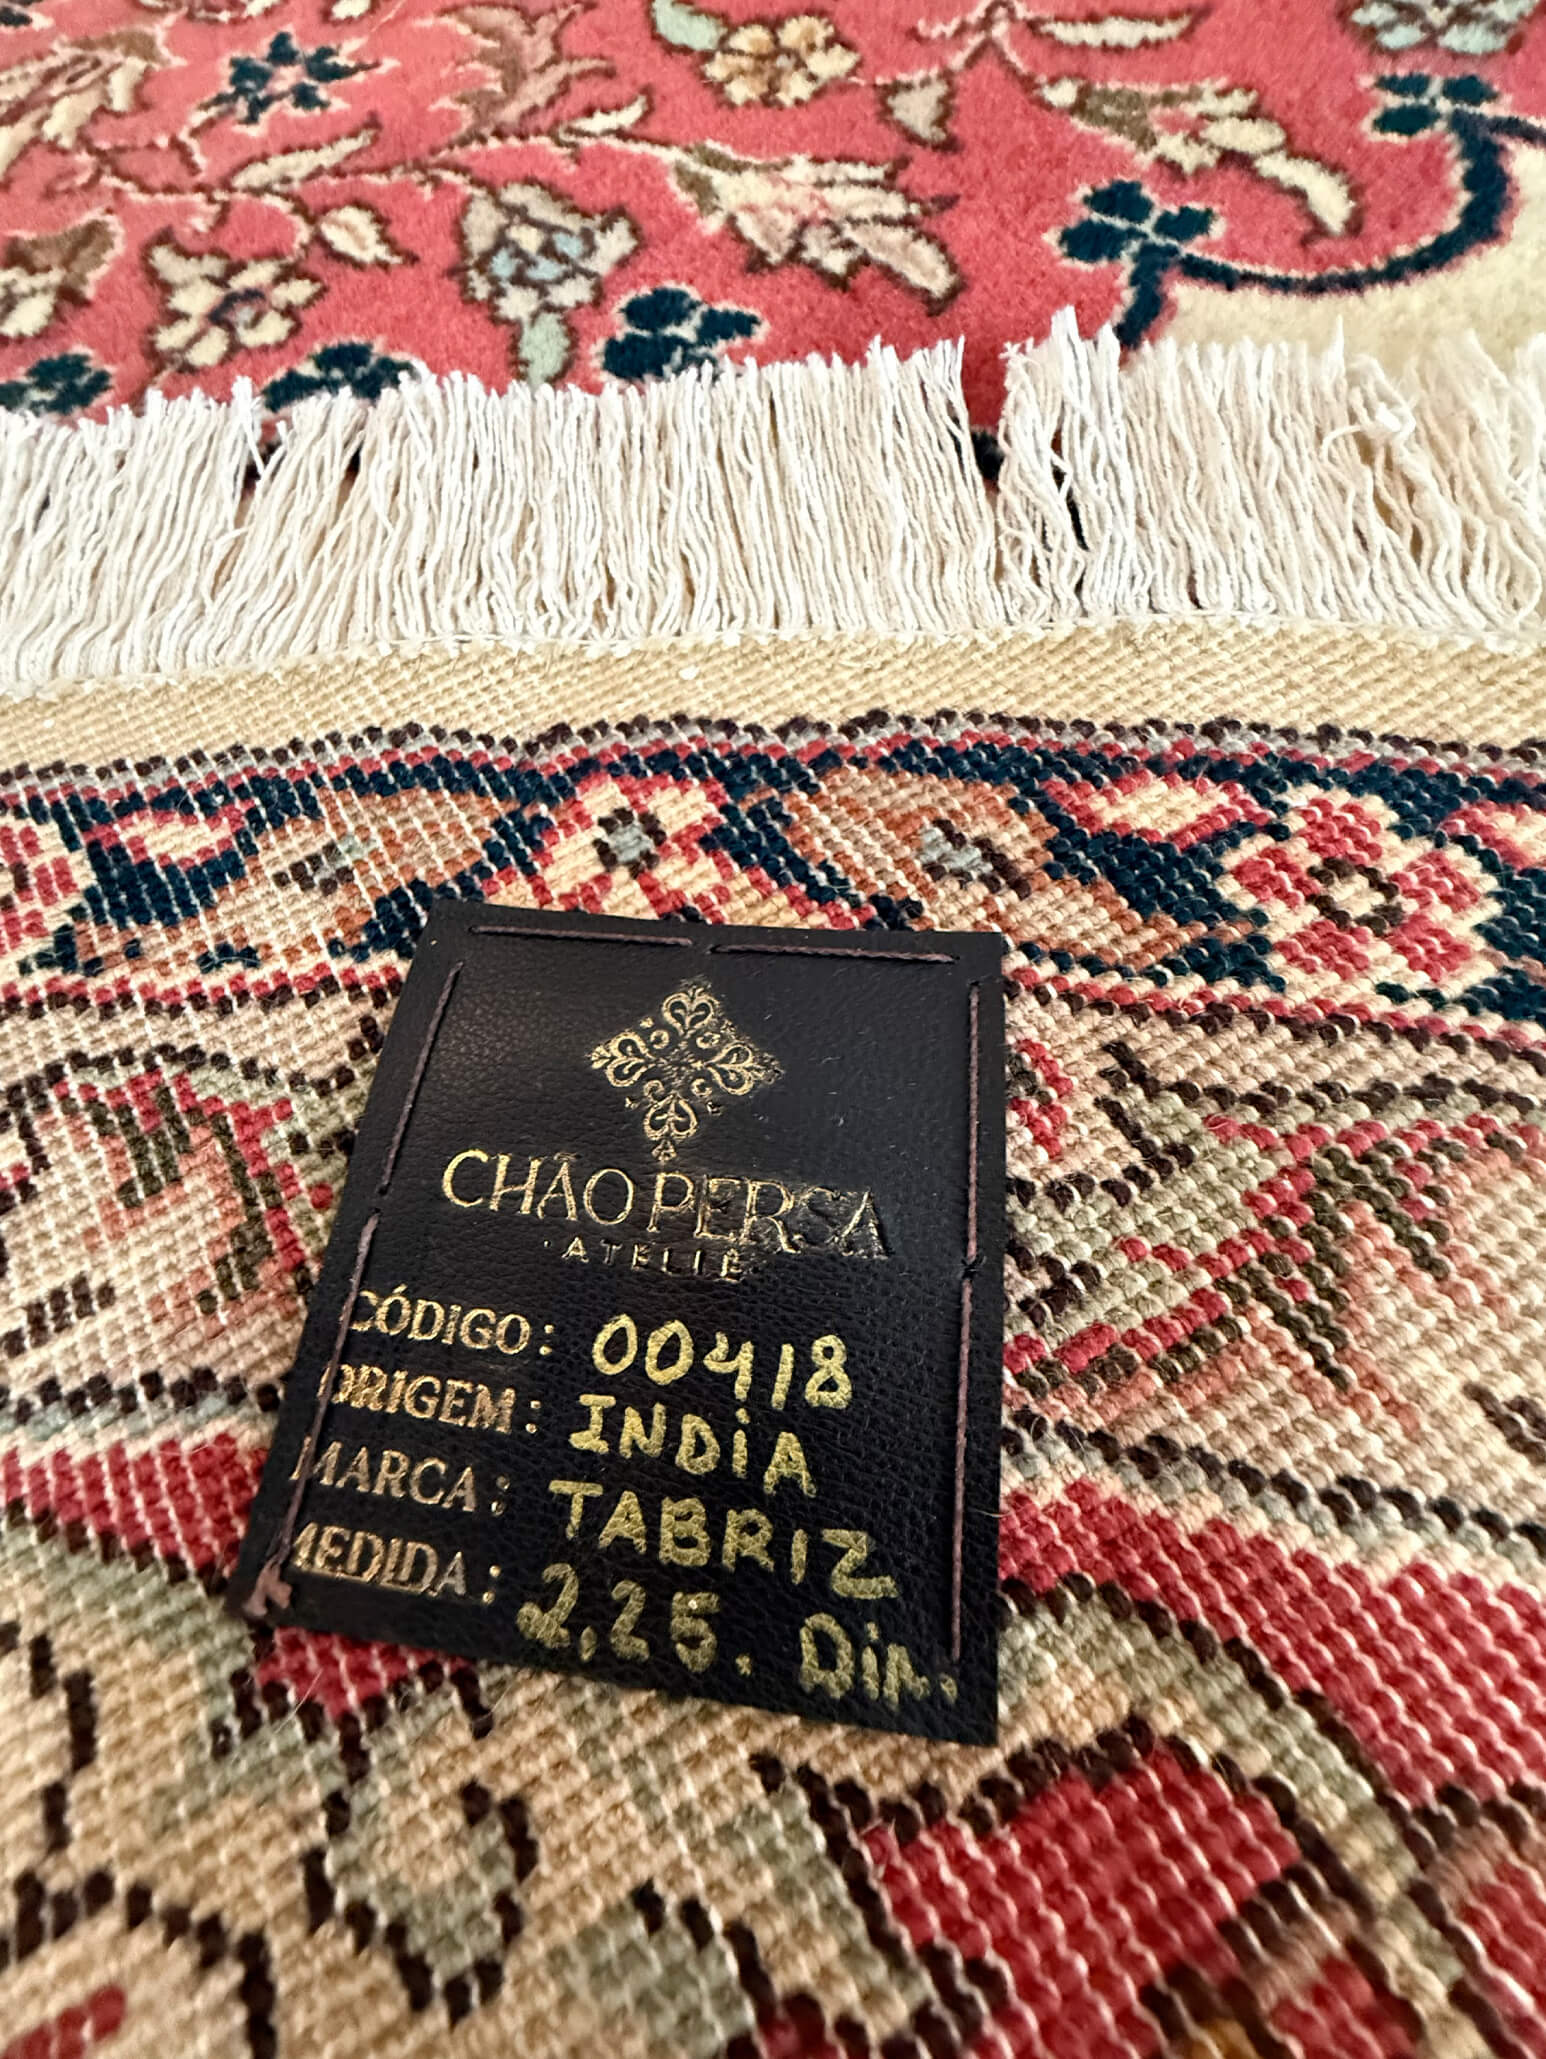 CHÃO PERSA
·ATELIÊ·
CÓDIGO: 00418
ORIGEM: INDiA
MARCA: TABRIZ
MEDIDA: 2,25. DiM.